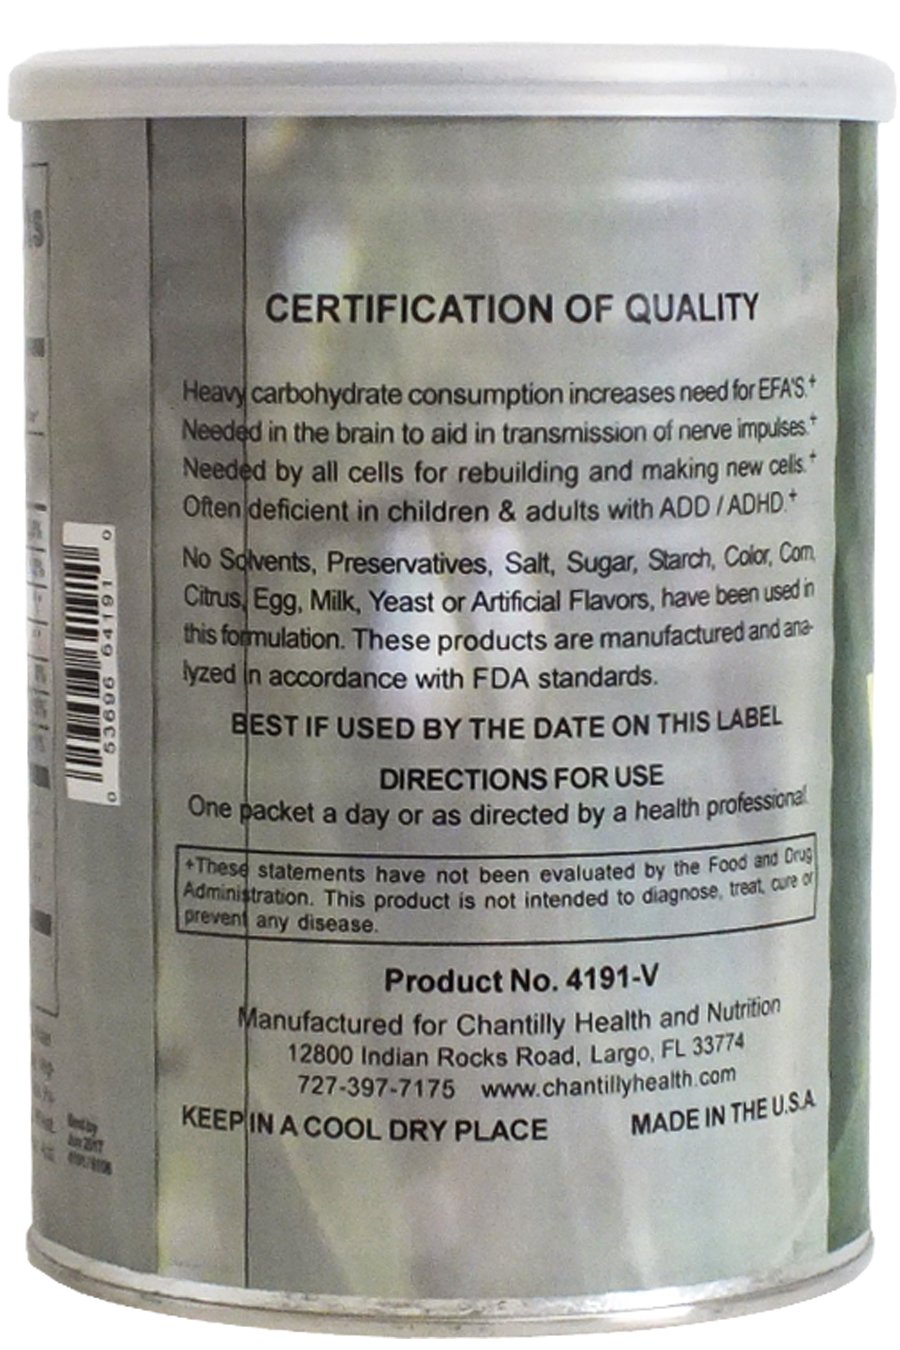 CERTIFICATION OF QUALITY
Heavy carbohydrate consumption increases need for EFA'S.+
Needed in the brain to aid in transmission of nerve impulses.+
Needed by all cells for rebuilding and making new cells.+
Often deficient in children & adults with ADD / ADHD.+
No Solvents, Preservatives, Salt, Sugar, Starch, Color, Corn,
Citrus, Egg, Milk, Yeast or Artificial Flavors, have been used in
this formulation. These products are manufactured and ana-
lyzed in accordance with FDA standards.
BEST IF USED BY THE DATE ON THIS LABEL
DIRECTIONS FOR USE
One packet a day or as directed by a health professional.
+These statements have not been evaluated by the Food and Drug
Administration. This product is not intended to diagnose, treat, cure or
prevent any disease.
Product No. 4191-V
Manufactured for Chantilly Health and Nutrition
12800 Indian Rocks Road, Largo, FL 33774
727-397-7175 www.chantillyhealth.com
KEEP IN A COOL DRY PLACE MADE IN THE U.S.A.
0 53696 64191 0
Best by
Jun 2017